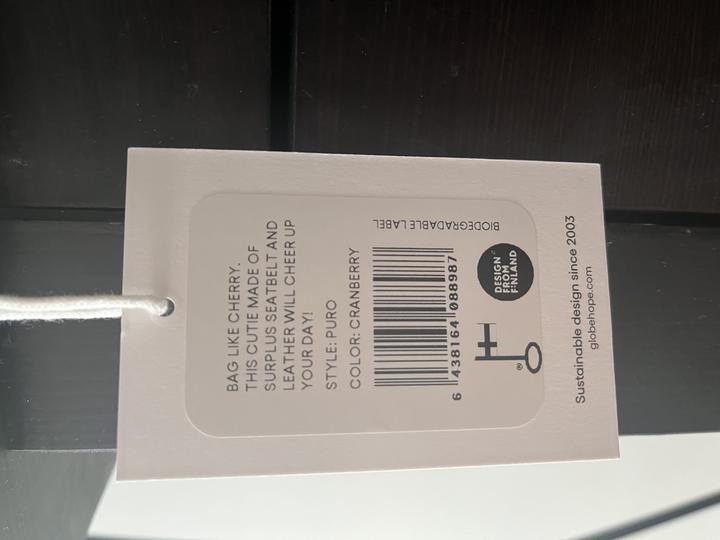 BAG LIKE CHERRY.
THIS CUTIE MADE OF
SURPLUS SEATBELT AND
LEATHER WILL CHEER UP
YOUR DAY!
STYLE: PURO
COLOR: CRANBERRY
BIODEGRADABLE LABEL
6 438164 088987
®
DESIGN
FROM
FINLAND
Sustainable design since 2003
globehope.com